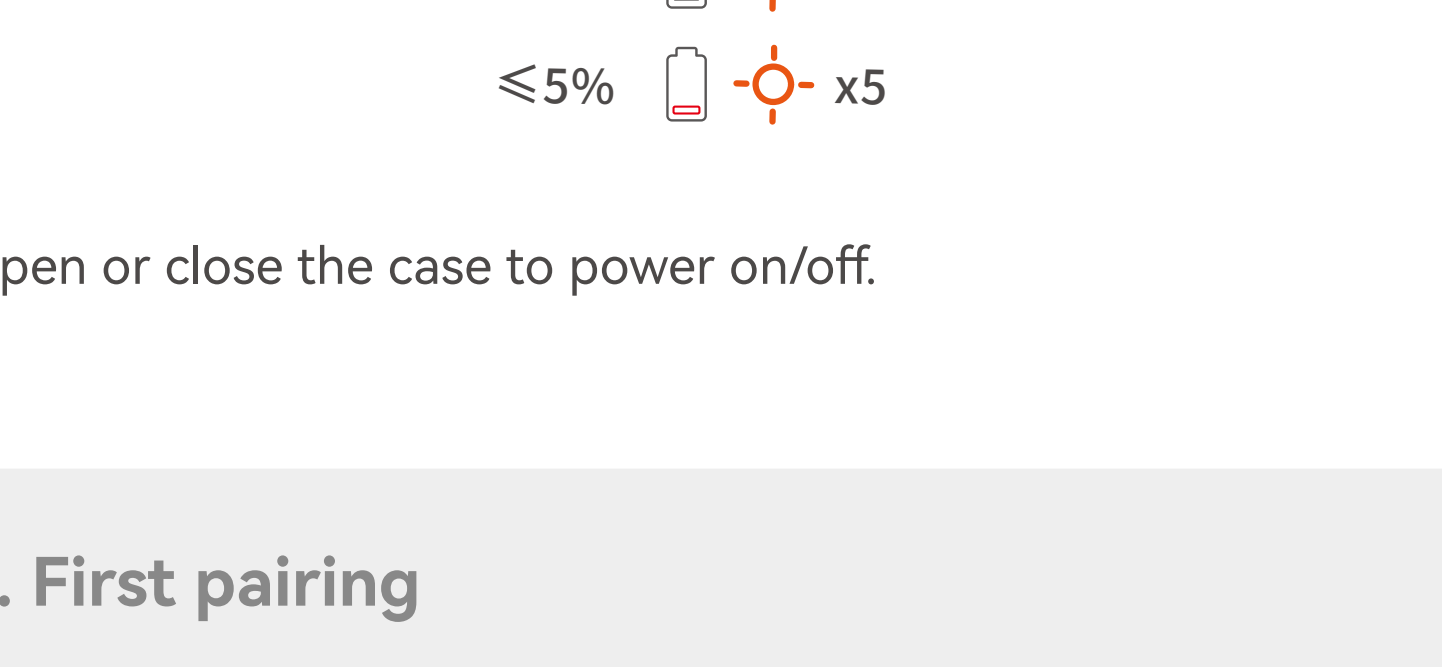 ⩽5% x5
pen or close the case to power on/off.
. First pairing